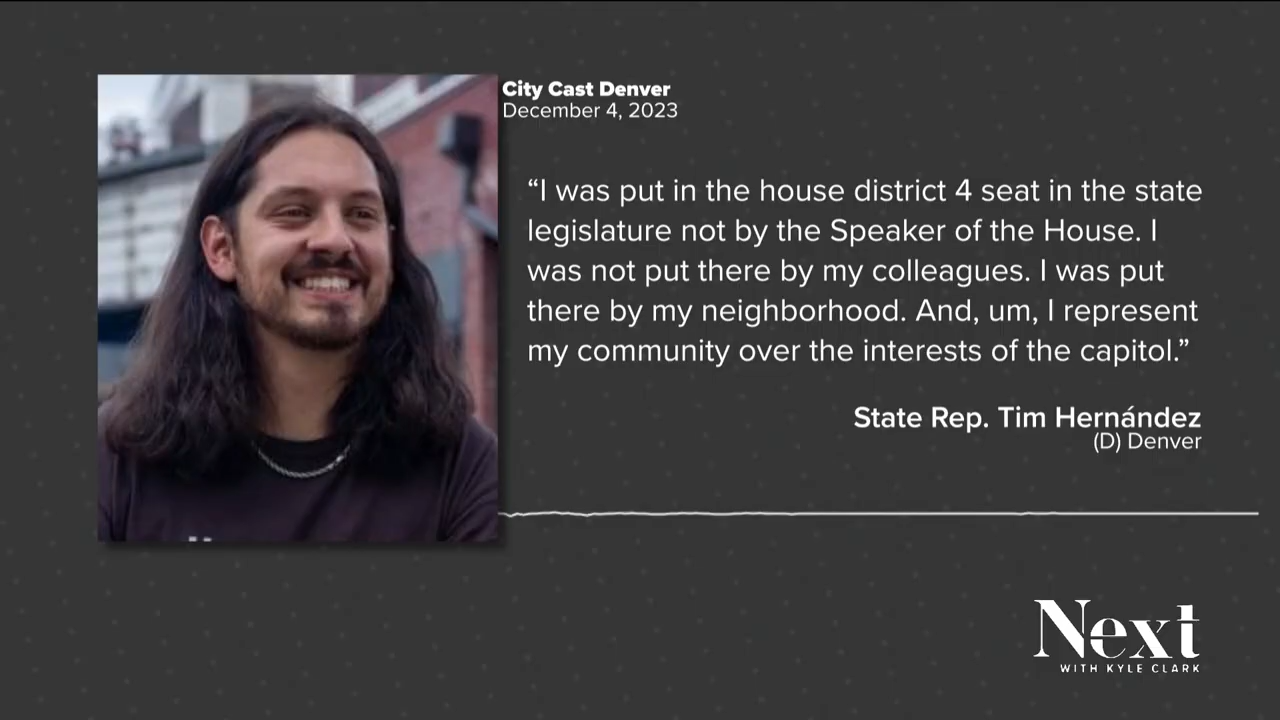 City Cast Denver
December 4, 2023
“I was put in the house district 4 seat in the state
legislature not by the Speaker of the House. I
was not put there by my colleagues. I was put
there by my neighborhood. And, um, I represent
my community over the interests of the capitol.”
State Rep. Tim Hernández
(D) Denver
Next
WITH KYLE CLARK